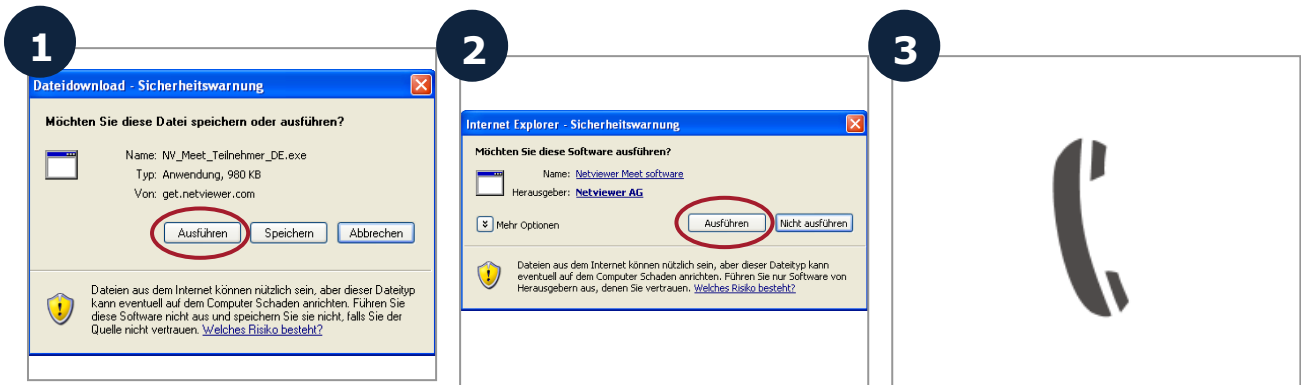 1
Dateidownload - Sicherheitswarnung
Möchten Sie diese Datei speichern oder ausführen?
Name: NV_Meet_Teilnehmer_DE.exe
Typ: Anwendung, 980 KB
Von: get.netviewer.com
Ausführen Speichern Abbrechen
Dateien aus dem Internet können nützlich sein, aber dieser Dateityp
kann eventuell auf dem Computer Schaden anrichten. Führen Sie
diese Software nicht aus und speichern Sie sie nicht, falls Sie der
Quelle nicht vertrauen. Welches Risiko besteht?
2
Internet Explorer - Sicherheitswarnung
Möchten Sie diese Software ausführen?
Name: Netviewer Meet software
Herausgeber: Netviewer AG
Mehr Optionen Ausführen Nicht ausführen
Dateien aus dem Internet können nützlich sein, aber dieser Dateityp kann
eventuell auf dem Computer Schaden anrichten. Führen Sie nur Software von
Herausgebern aus, denen Sie vertrauen. Welches Risiko besteht?
3